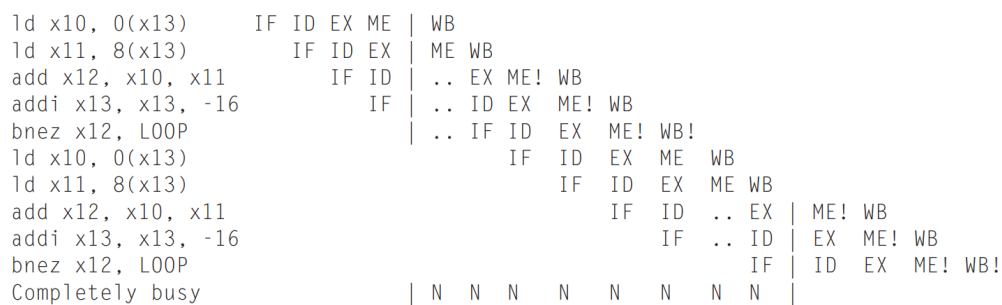 ld x10, 0(x13) IF ID EX ME | WB
ld x11, 8(x13) IF ID EX | ME WB
add x12, x10, x11 IF ID | .. EX ME! WB
addi x13, x13, -16 IF | .. ID EX ME! WB
bnez x12, LOOP | .. IF ID EX ME! WB!
ld x10, 0(x13) IF ID EX ME WB
ld x11, 8(x13) IF ID EX ME WB
add x12, x10, x11 IF ID .. EX | ME! WB
addi x13, x13, -16 IF .. ID | EX ME! WB
bnez x12, LOOP IF | ID EX ME! WB!
Completely busy | N N N N N N N N |